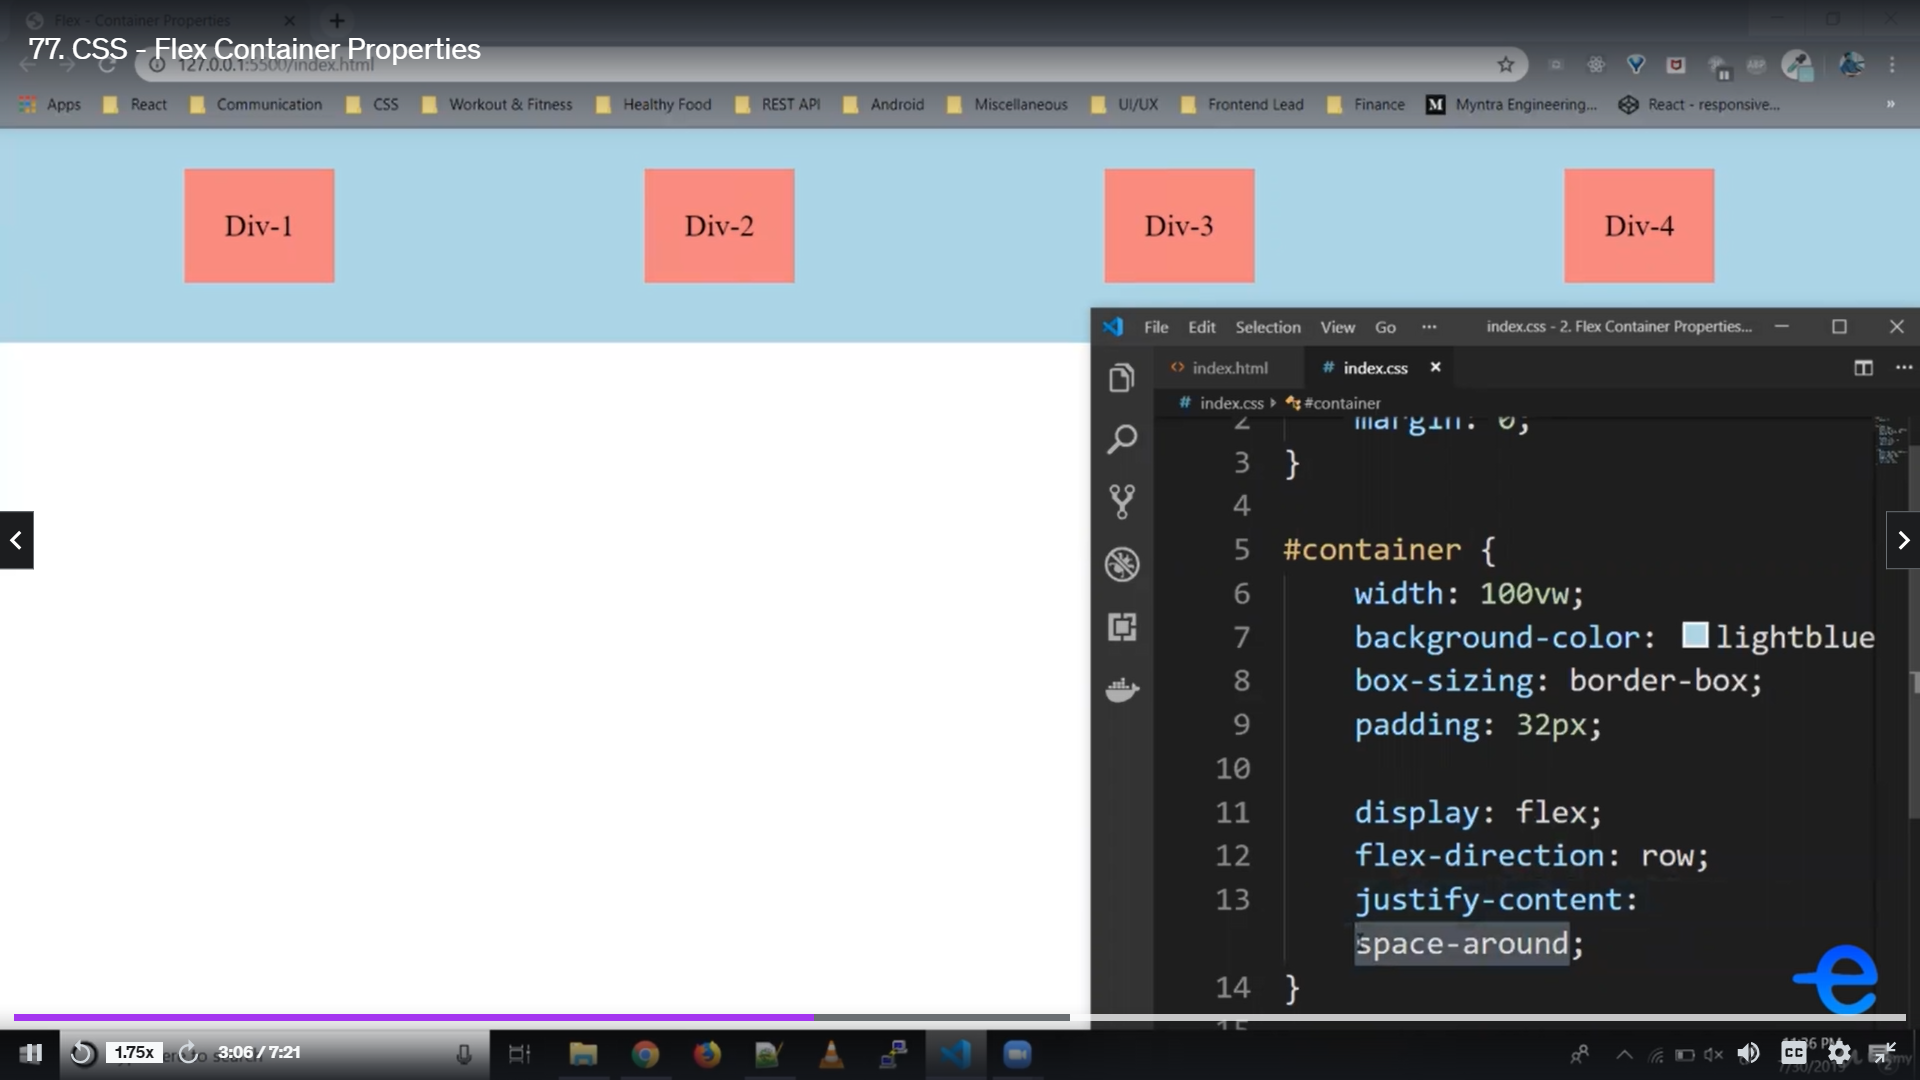 Flex - Container Properties
77. CSS - Flex Container Properties
127.0.0.1:5500/index.html
Apps React Communication CSS Workout & Fitness Healthy Food REST API Android Miscellaneous UI/UX Frontend Lead Finance Myntra Engineering... React - responsive... »
Div-1 Div-2 Div-3 Div-4
File Edit Selection View Go ··· index.css - 2. Flex Container Properties...
index.html # index.css
# index.css #container
2 margin: 0;
3 }
4
5 #container {
6 width: 100vw;
7 background-color: lightblue
8 box-sizing: border-box;
9 padding: 32px;
10
11 display: flex;
12 flex-direction: row;
13 justify-content:
space-around;
14 }
15
1.75x 3:06 / 7:21
CC